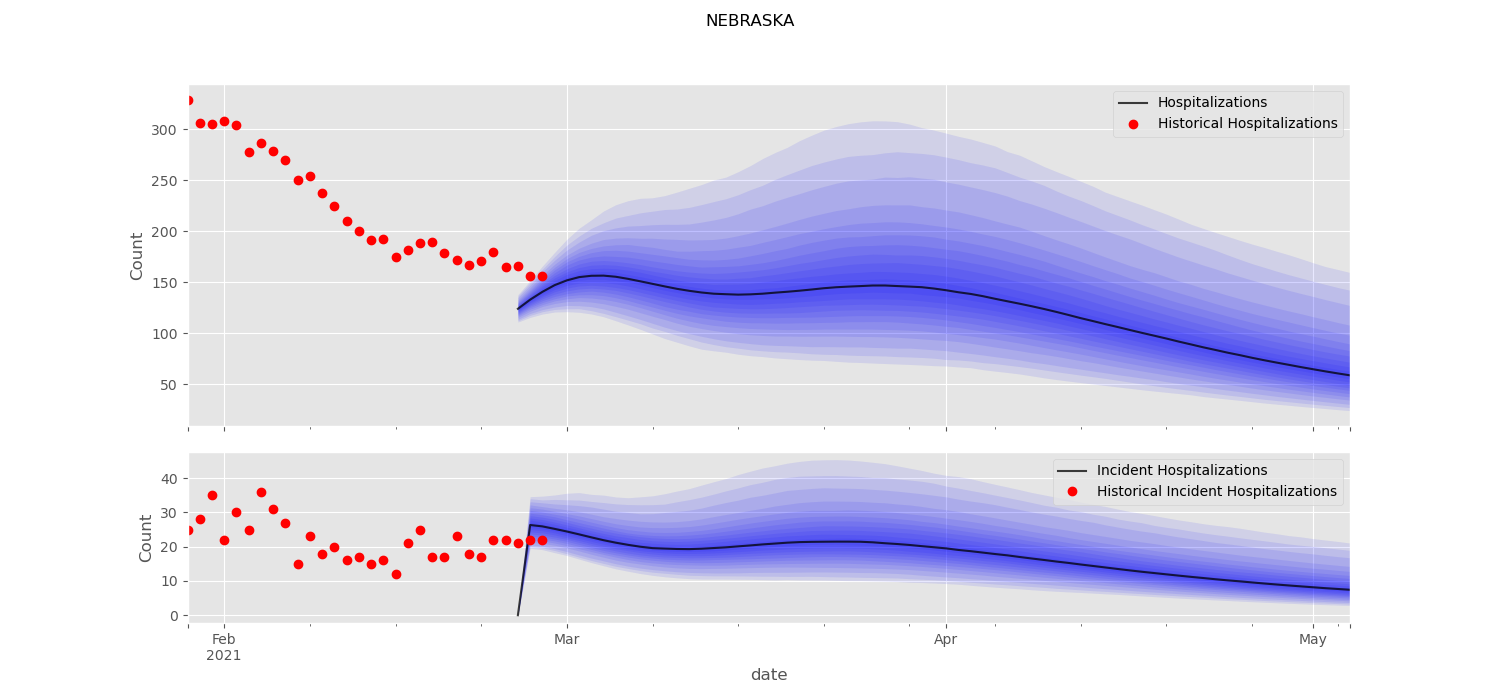 NEBRASKA
Hospitalizations
Historical Hospitalizations
300
250
200
150
100
50
Count
Incident Hospitalizations
Historical Incident Hospitalizations
40
30
20
10
0
Count
Feb Mar Apr May
2021
date